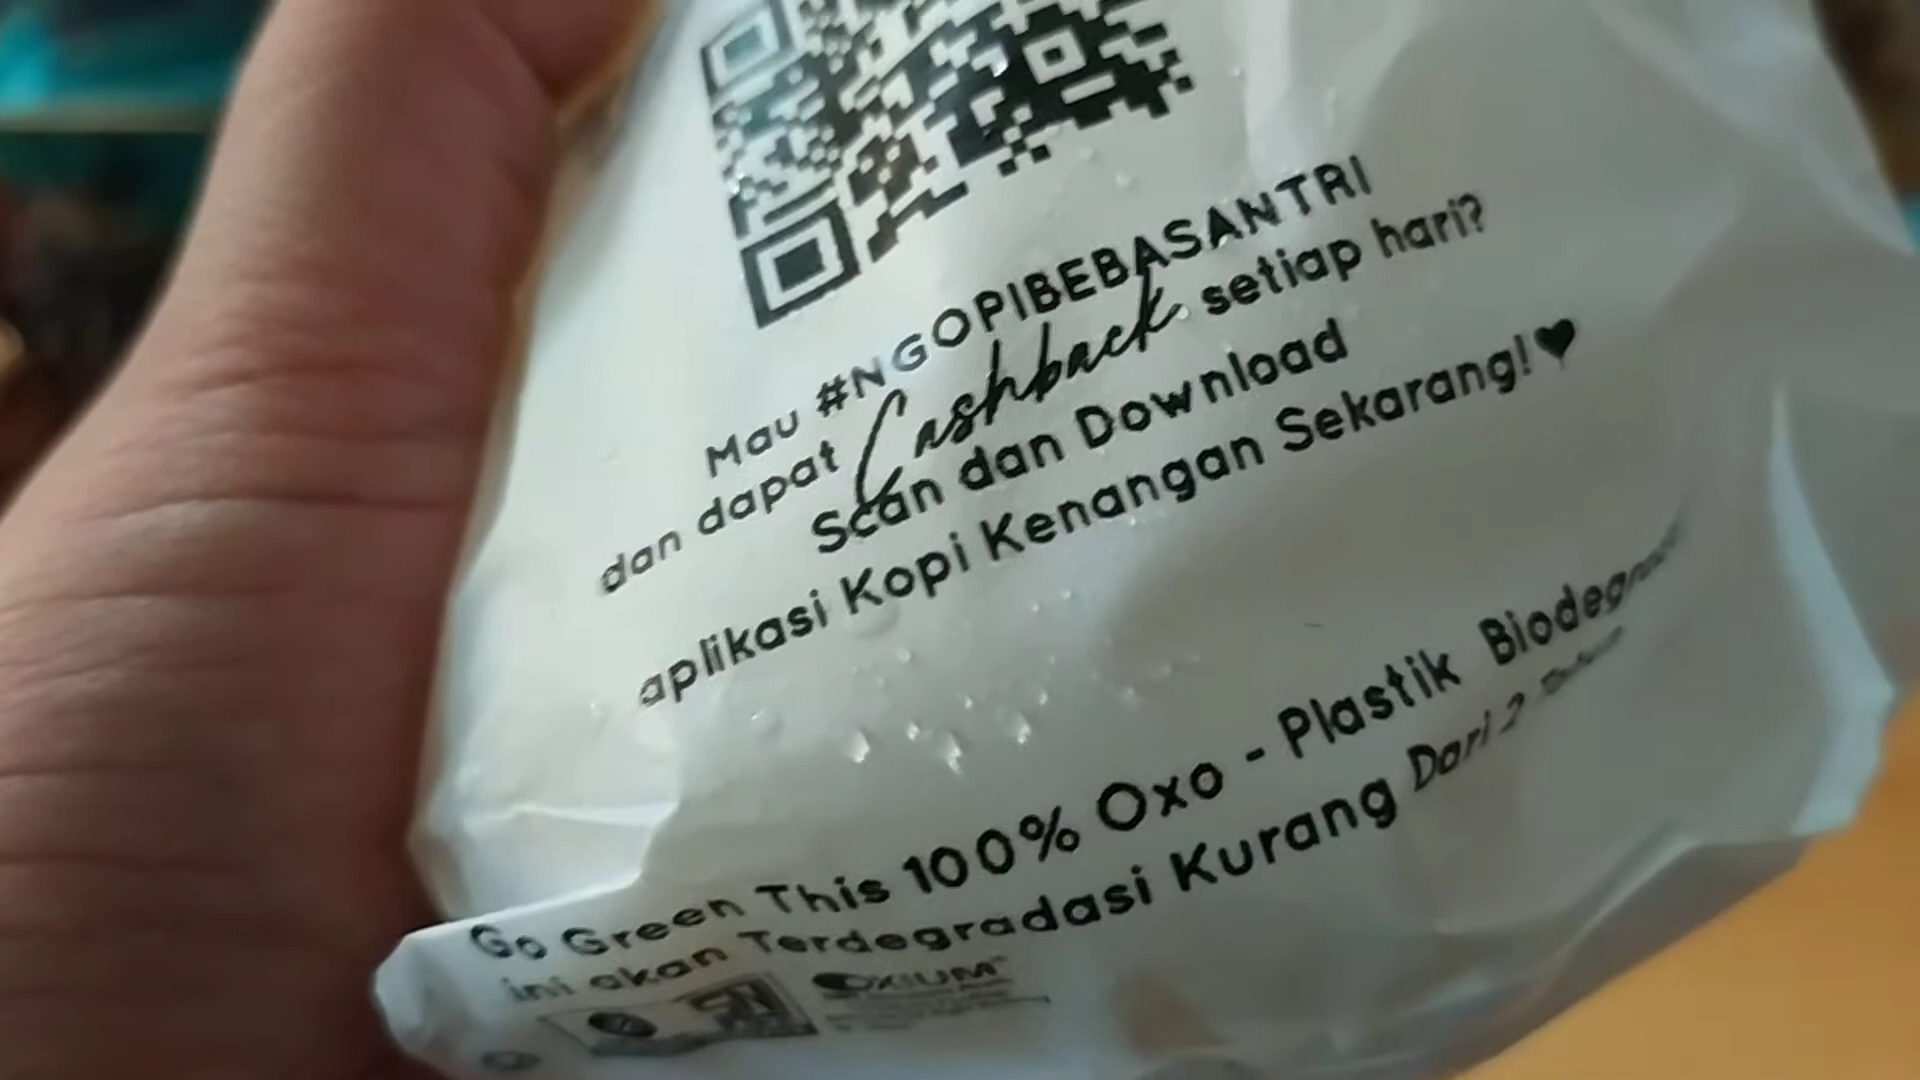 Mau #NGOPIBEBASANTRI
dan dapat Cashback setiap hari?
Scan dan Download
aplikasi Kopi Kenangan Sekarang!♥
Go Green This 100% Oxo - Plastik
ini akan Terdegradasi Kurang Dari 2
OXIUM™